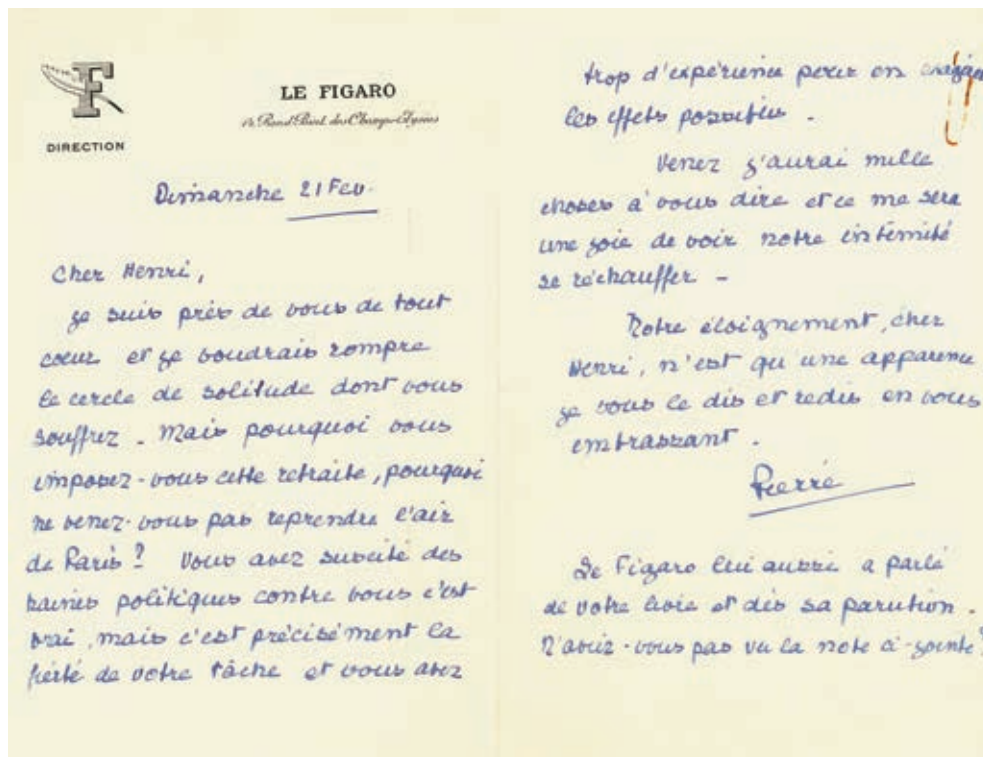 F
DIRECTION
LE FIGARO
14 Rond Point des Champs-Elysées
Dimanche 21 Fev.
Cher Henri,
je suis près de vous de tout
cœur et je voudrais rompre
le cercle de solitude dont vous
souffrez. Mais pourquoi vous
imposez-vous cette retraite, pourquoi
ne venez-vous pas reprendre l'air
de Paris ? Vous avez suscité des
haines politiques contre vous c'est
vrai, mais c'est précisément la
fierté de votre tâche et vous avez
trop d'expérience pour en
les effets possibles.
Venez j'aurai mille
choses à vous dire et ce me sera
une joie de voir notre intimité
se réchauffer -
Notre éloignement, cher
Henri, n'est qu'une apparence
je vous le dis et redis en vous
embrassant.
Pierre
Le Figaro lui aussi a parlé
de votre livre et dès sa parution.
N'aviez-vous pas vu la note ci-jointe ?